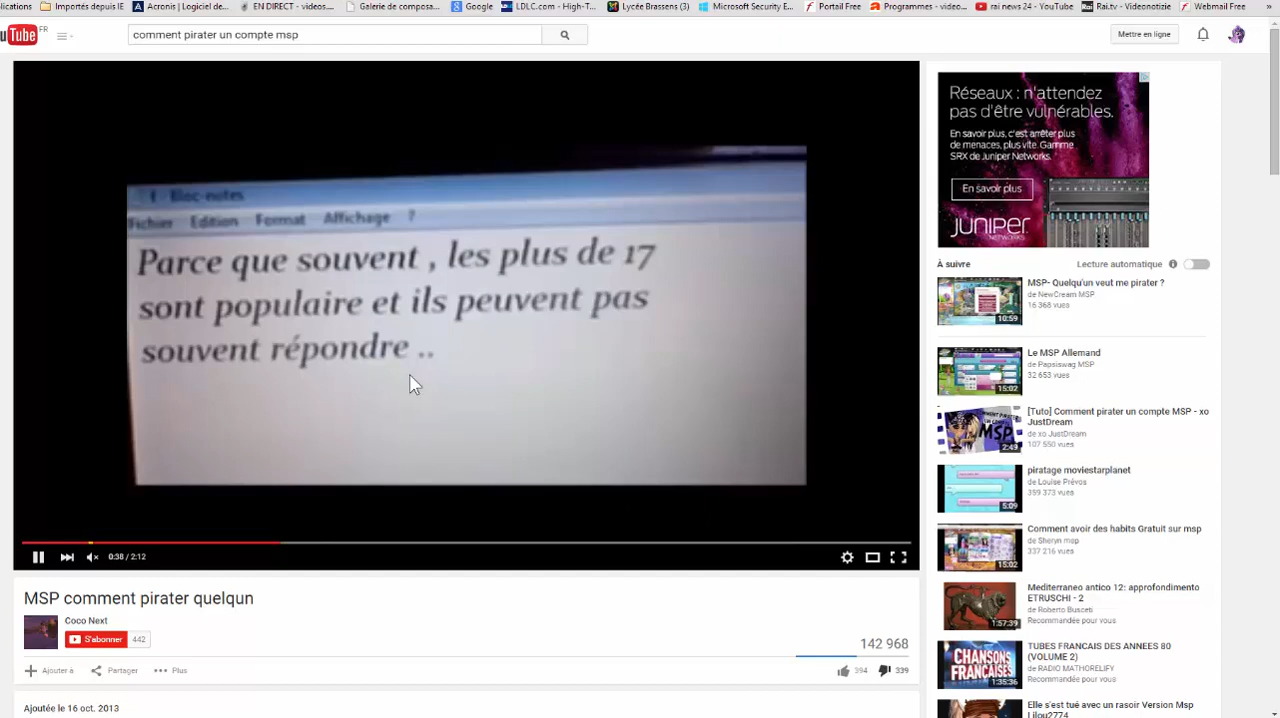 itutions
Acronis | Logiciel de
EN DIRECT - videos...
Galerie de composa...
Google
LDLC.com - High-T...
Lycée Brassens (3)
Microsoft Security E...
Portal Free
Programmes - video...
rai news 24 - YouT...
Rai.tv - Videonotizie
Webmail Free
»
uTube FR
comment pirater un compte msp
Mettre en ligne
Bloc-notes
Fichier Edition Format Affichage ?
Parce que souvent , les plus de 17
sont populaire et ils peuvent pas
souvent répondre ..
0:38 / 2:12
MSP comment pirater quelqun
Coco Next
S'abonner 442
142 968
Ajouter à Partager Plus
394 339
Ajoutée le 16 oct. 2013
Réseaux : n'attendez
pas d'être vulnérables.
En savoir plus, c'est arrêter plus
de menaces, plus vite. Gamme
SRX de Juniper Networks.
En savoir plus
JUNIPER
NETWORKS
À suivre
Lecture automatique
MSP- Quelqu'un veut me pirater ?
de NewCream MSP
16 368 vues
10:59
Le MSP Allemand
de Papsiswag MSP
32 653 vues
15:02
[Tuto] Comment pirater un compte MSP - xo
JustDream
de xo JustDream
107 550 vues
MSP
2:49
piratage moviestarplanet
de Louise Prévos
359 373 vues
5:09
Comment avoir des habits Gratuit sur msp
de Sheryn msp
337 216 vues
15:02
Mediterraneo antico 12: approfondimento
ETRUSCHI - 2
de Roberto Busceti
Recommandée pour vous
1:57:39
TUBES FRANCAIS DES ANNEES 80
(VOLUME 2)
de RADIO MATHORELIFY
Recommandée pour vous
CHANSONS
FRANÇAISES
1:35:36
Elle s'est tué avec un rasoir Version Msp
Lilou2774